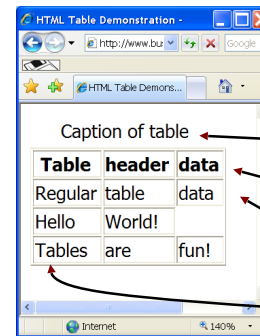 HTML Table Demonstration -
http://www.bu
Google
HTML Table Demons...
Caption of table
Table header data
Regular table data
Hello World!
Tables are fun!
Internet 140%